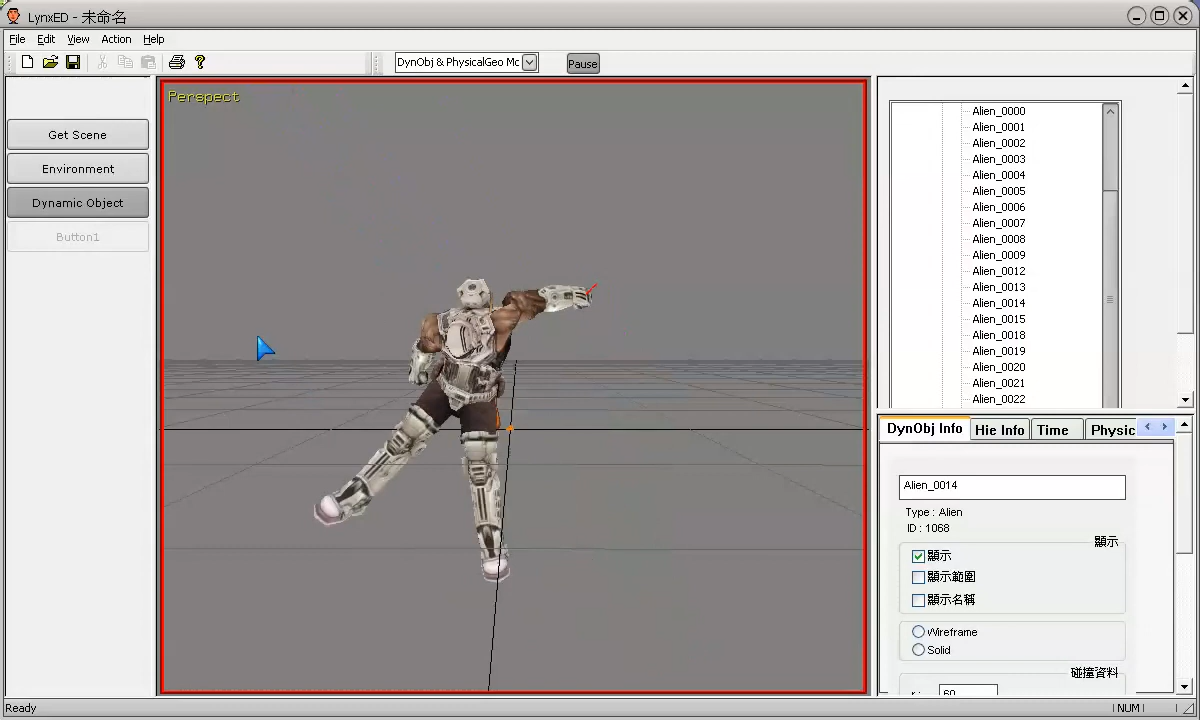 LynxED - 未命名
File Edit View Action Help
DynObj & PhysicalGeo Mc
Pause
Perspect
Get Scene
Environment
Dynamic Object
Button1
Alien_0000
Alien_0001
Alien_0002
Alien_0003
Alien_0004
Alien_0005
Alien_0006
Alien_0007
Alien_0008
Alien_0009
Alien_0012
Alien_0013
Alien_0014
Alien_0015
Alien_0018
Alien_0019
Alien_0020
Alien_0021
Alien_0022
DynObj Info Hie Info Time Physic
Alien_0014
Type : Alien
ID : 1068
顯示
顯示
顯示範圍
顯示名稱
Wireframe
Solid
碰撞資料
r : 60
Ready
NUM